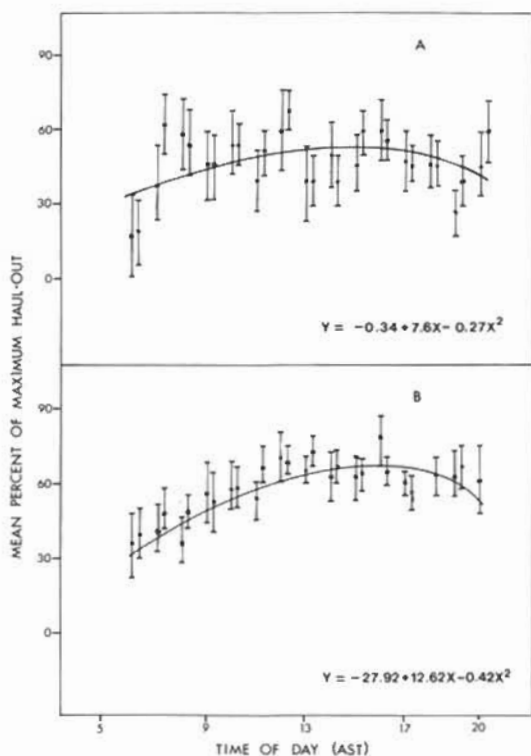 A
90
60
30
0
Y = -0.34 + 7.6X - 0.27X²
MEAN PERCENT OF MAXIMUM HAUL-OUT
B
90
60
30
0
Y = -27.92 + 12.62X - 0.42X²
5 9 13 17 20
TIME OF DAY (AST)